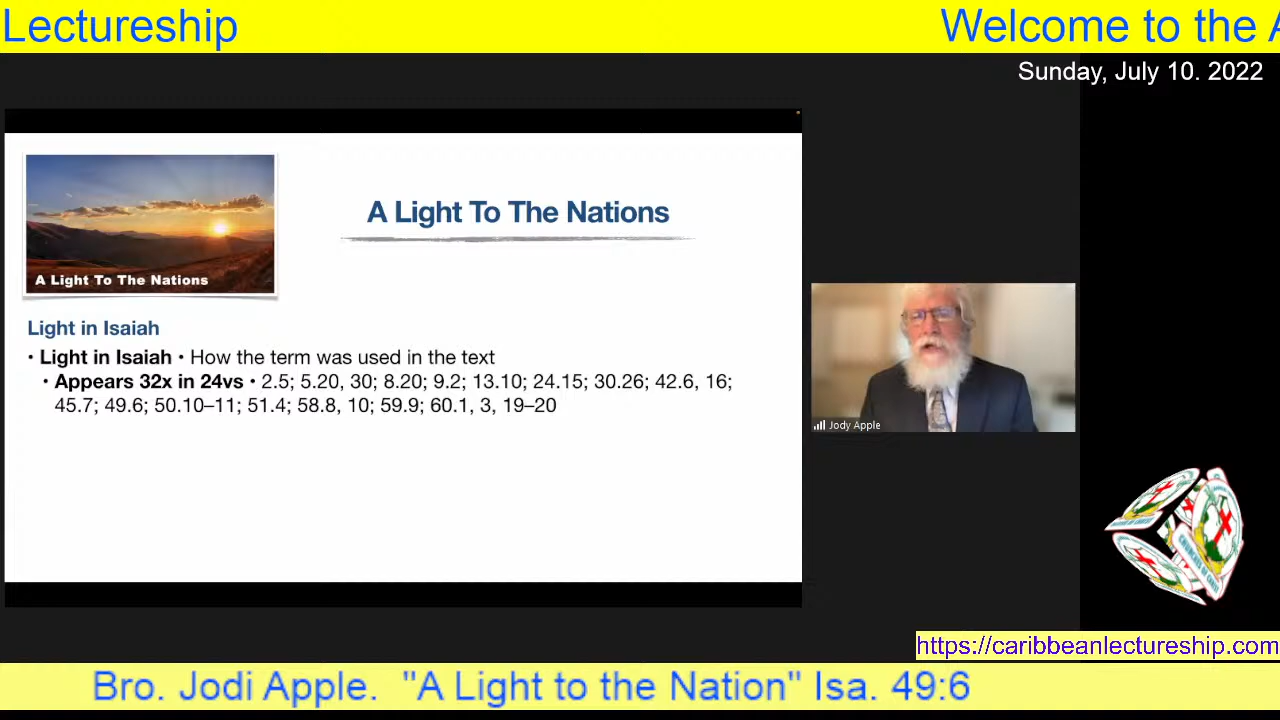 Lectureship
Welcome to the A
Sunday, July 10. 2022
A Light To The Nations
A Light To The Nations
Light in Isaiah
• Light in Isaiah • How the term was used in the text
• Appears 32x in 24vs • 2.5; 5.20, 30; 8.20; 9.2; 13.10; 24.15; 30.26; 42.6, 16;
45.7; 49.6; 50.10–11; 51.4; 58.8, 10; 59.9; 60.1, 3, 19–20
Jody Apple
https://caribbeanlectureship.com
Bro. Jodi Apple. "A Light to the Nation" Isa. 49:6